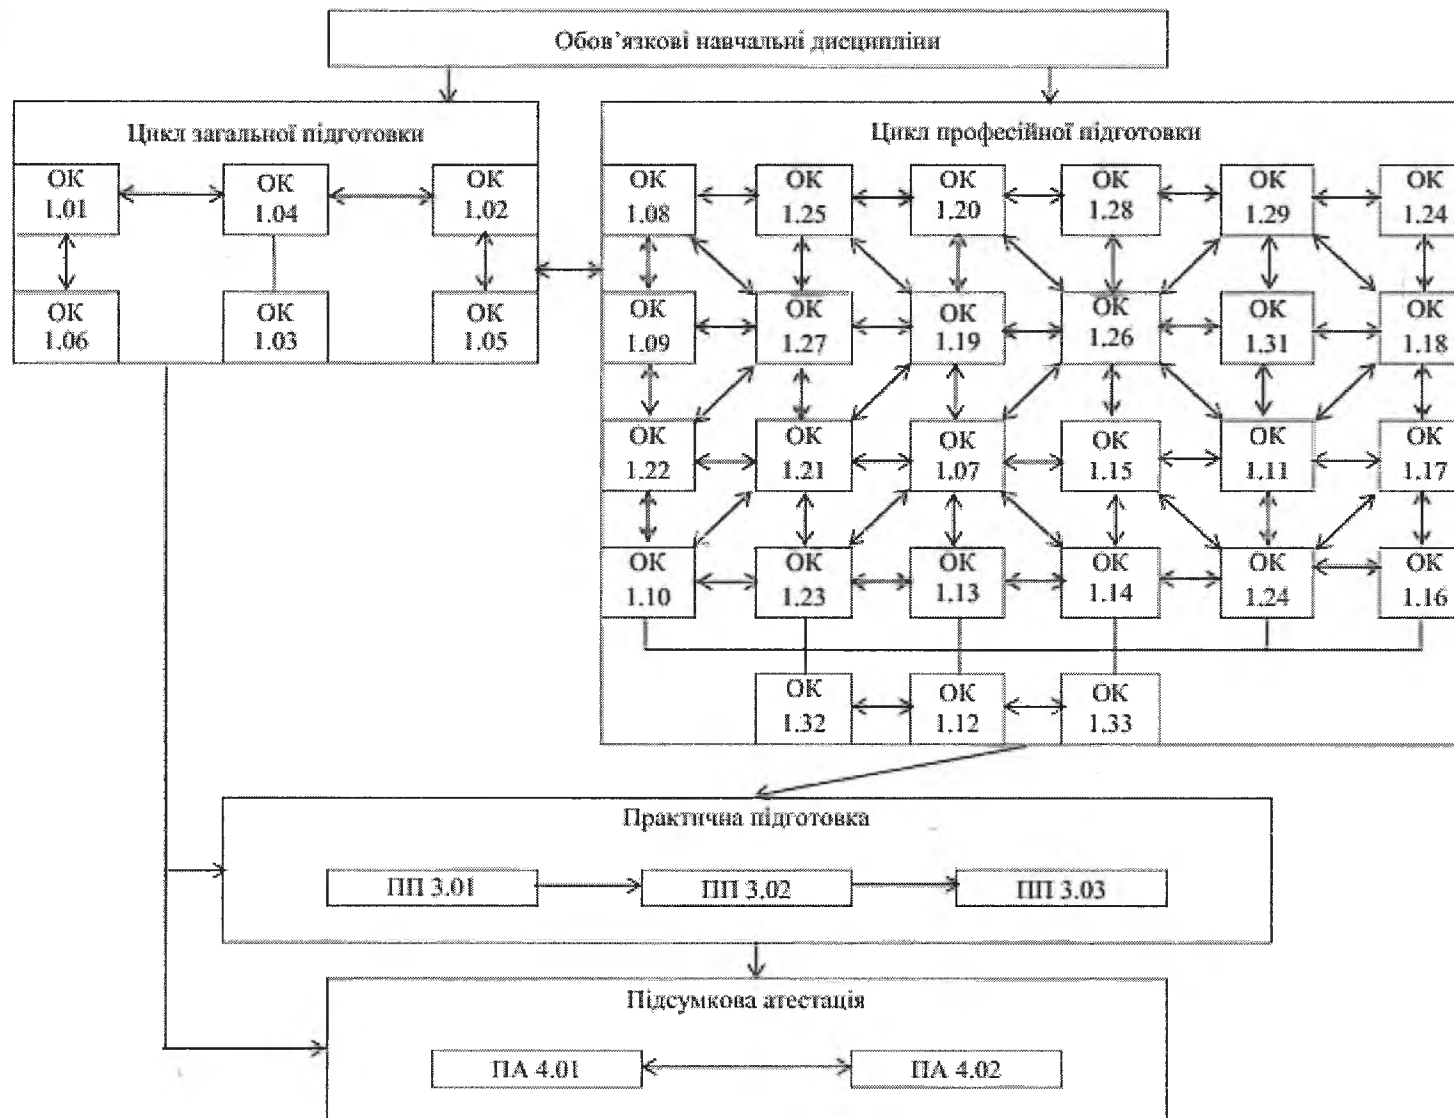 Обов’язкові навчальні дисципліни
Цикл загальної підготовки
ОК
1.01
ОК
1.04
ОК
1.02
ОК
1.06
ОК
1.03
ОК
1.05
Цикл професійної підготовки
ОК
1.08
ОК
1.25
ОК
1.20
ОК
1.28
ОК
1.29
ОК
1.24
ОК
1.09
ОК
1.27
ОК
1.19
ОК
1.26
ОК
1.31
ОК
1.18
ОК
1.22
ОК
1.21
ОК
1.07
ОК
1.15
ОК
1.11
ОК
1.17
ОК
1.10
ОК
1.23
ОК
1.13
ОК
1.14
ОК
1.24
ОК
1.16
ОК
1.32
ОК
1.12
ОК
1.33
Практична підготовка
ПП 3.01
ПП 3.02
ПП 3.03
Підсумкова атестація
ПА 4.01
ПА 4.02